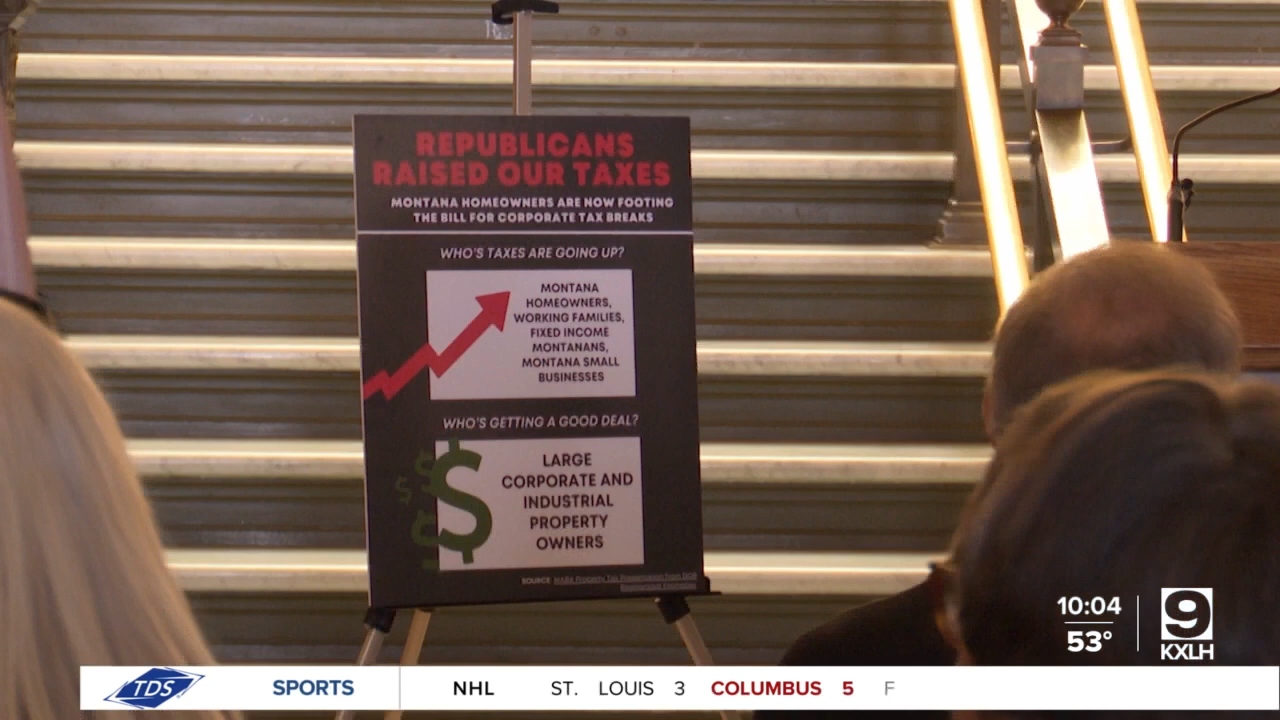 REPUBLICANS
RAISED OUR TAXES
MONTANA HOMEOWNERS ARE NOW FOOTING
THE BILL FOR CORPORATE TAX BREAKS
WHO'S TAXES ARE GOING UP?
MONTANA
HOMEOWNERS,
WORKING FAMILIES,
FIXED INCOME
MONTANANS,
MONTANA SMALL
BUSINESSES
WHO'S GETTING A GOOD DEAL?
$
LARGE
CORPORATE AND
INDUSTRIAL
PROPERTY
OWNERS
SOURCE
10:04
53°
9
KXLH
TDS SPORTS NHL ST. LOUIS 3 COLUMBUS 5 F